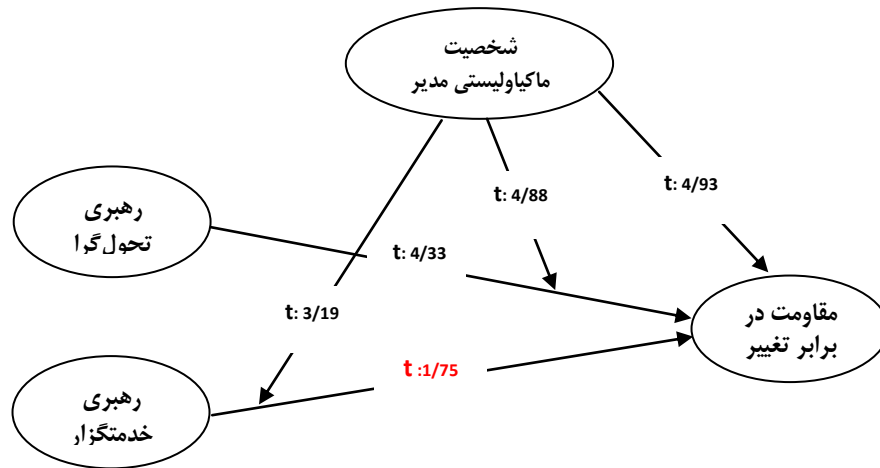 شخصیت
ماکیاولیستی مدیر
t: 4/88
t: 4/93
رهبری
تحول‌گرا
t: 4/33
مقاومت در
برابر تغییر
t: 3/19
t :1/75
رهبری
خدمتگزار